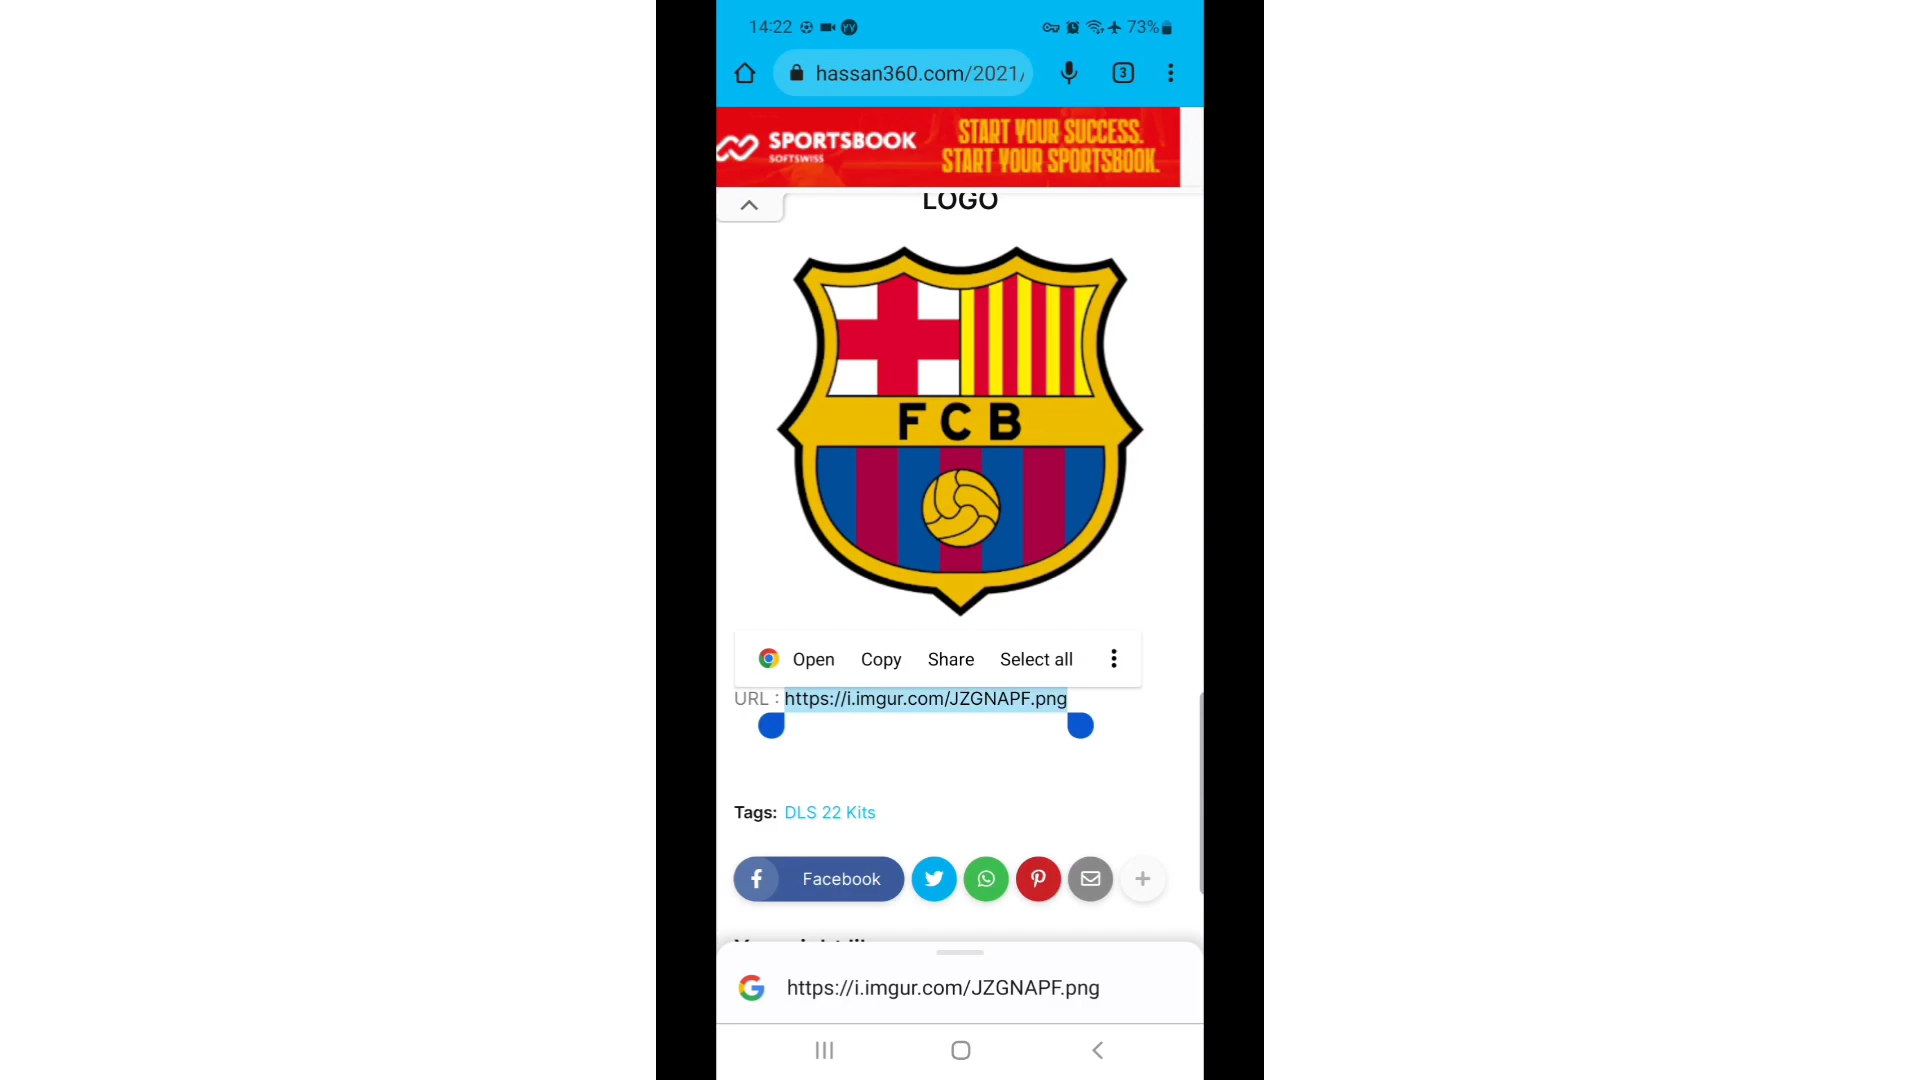 14:22
73%
hassan360.com/2021/
3
SPORTSBOOK
SOFTSWISS
START YOUR SUCCESS.
START YOUR SPORTSBOOK.
LOGO
FCB
Open Copy Share Select all
URL : https://i.imgur.com/JZGNAPF.png
Tags: DLS 22 Kits
Facebook
https://i.imgur.com/JZGNAPF.png